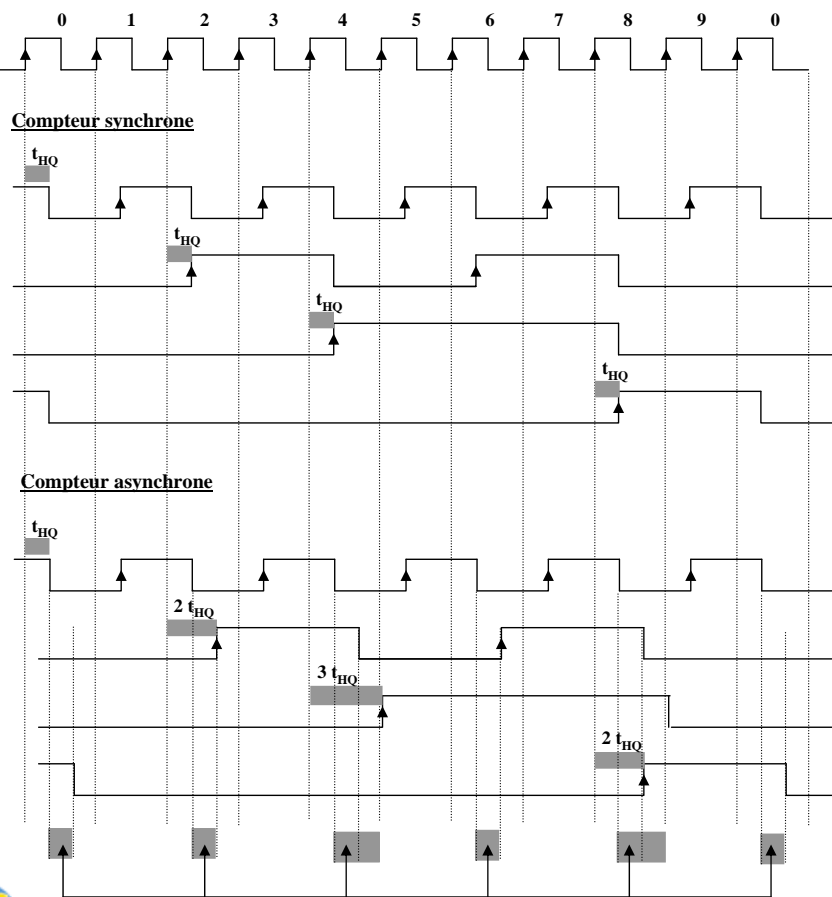 0 1 2 3 4 5 6 7 8 9 0
Compteur synchrone
tHQ
tHQ
tHQ
tHQ
Compteur asynchrone
tHQ
2 tHQ
3 tHQ
2 tHQ